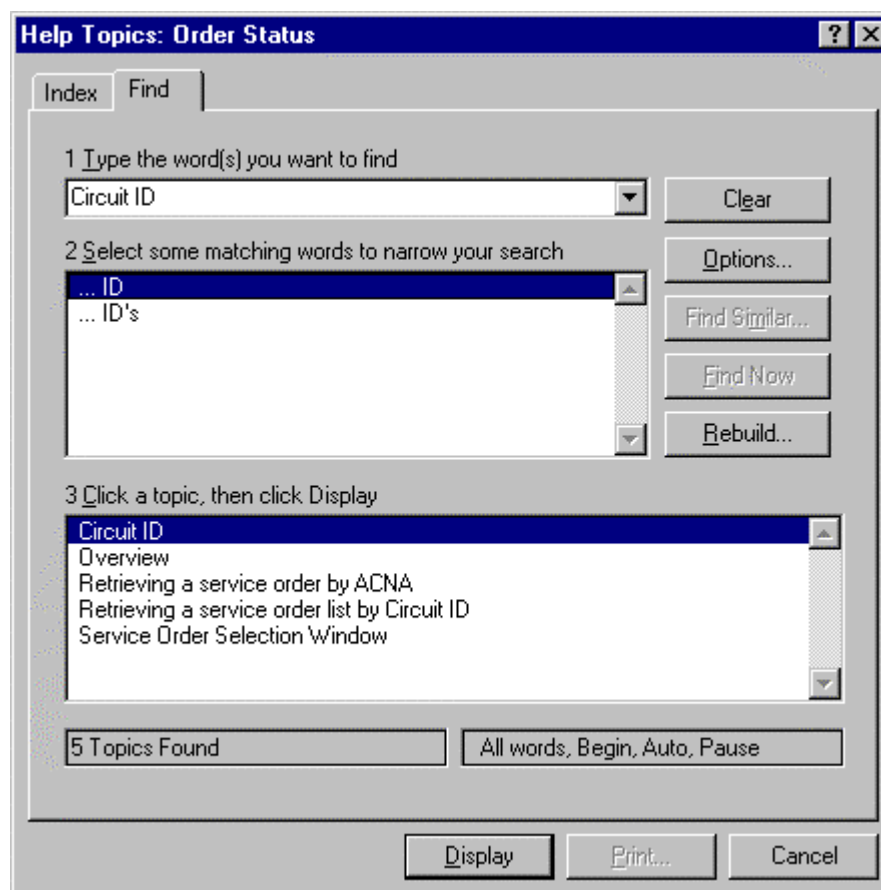 Help Topics: Order Status
Index
Find
1 Type the word(s) you want to find
Circuit ID
Clear
2 Select some matching words to narrow your search
Options...
... ID
... ID's
Find Similar...
Find Now
Rebuild...
3 Click a topic, then click Display
Circuit ID
Overview
Retrieving a service order by ACNA
Retrieving a service order list by Circuit ID
Service Order Selection Window
5 Topics Found
All words, Begin, Auto, Pause
Display
Print...
Cancel